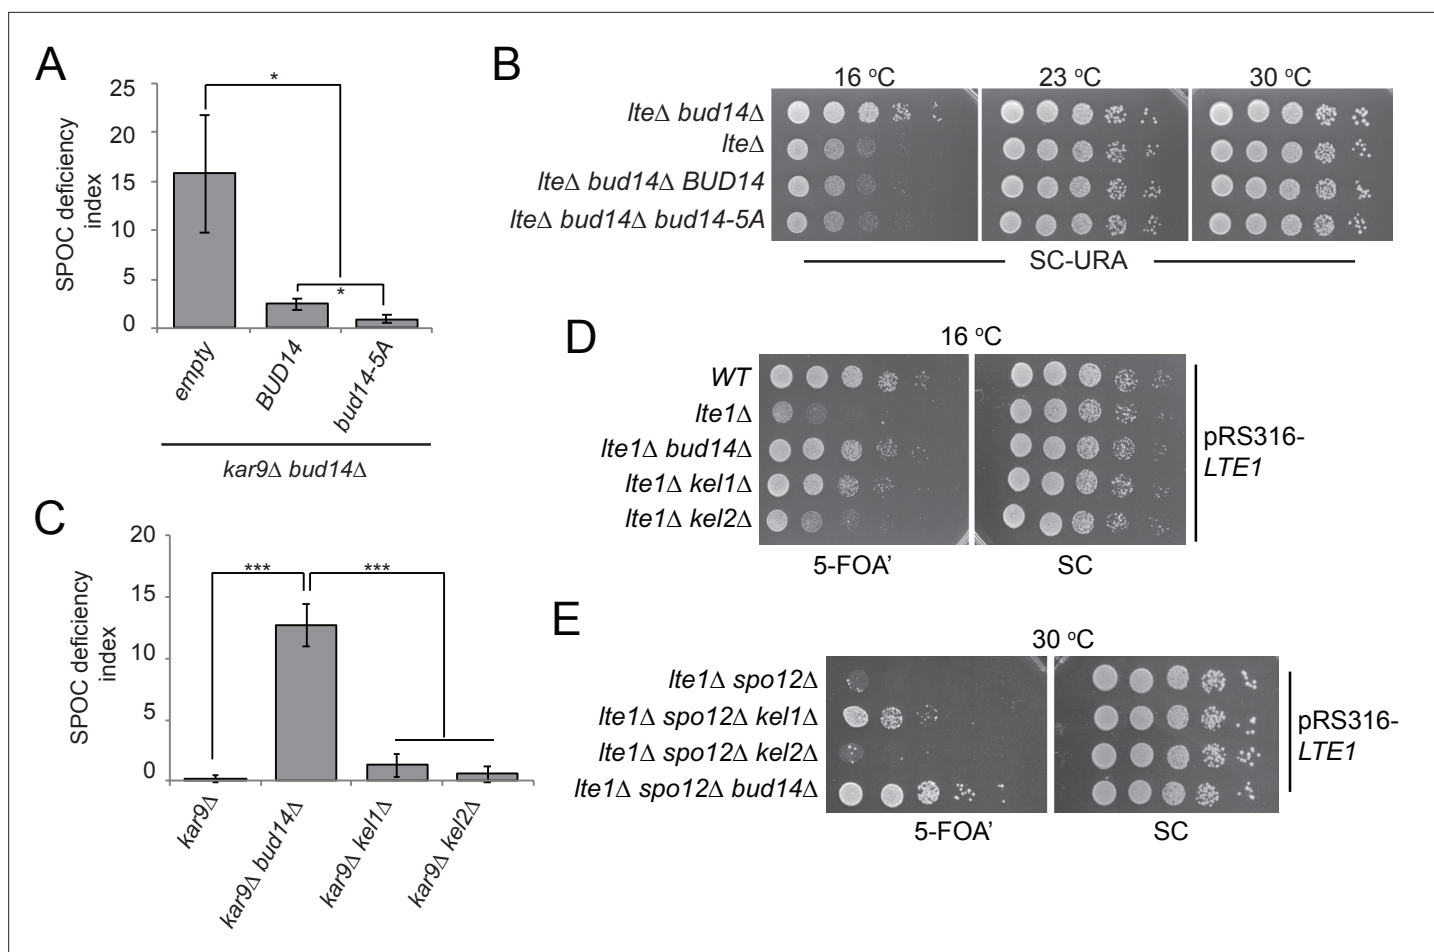 A
SPOC deficiency
index
25
20
15
10
5
0
*
*
empty
BUD14
bud14-5A
kar9Δ bud14Δ
B
16 °C
23 °C
30 °C
lteΔ bud14Δ
lteΔ
lteΔ bud14Δ BUD14
lteΔ bud14Δ bud14-5A
SC-URA
C
SPOC deficiency
index
20
15
10
5
0
***
***
kar9Δ
kar9Δ bud14Δ
kar9Δ kel1Δ
kar9Δ kel2Δ
D
16 °C
WT
lte1Δ
lte1Δ bud14Δ
lte1Δ kel1Δ
lte1Δ kel2Δ
5-FOA'
SC
pRS316-
LTE1
E
30 °C
lte1Δ spo12Δ
lte1Δ spo12Δ kel1Δ
lte1Δ spo12Δ kel2Δ
lte1Δ spo12Δ bud14Δ
5-FOA'
SC
pRS316-
LTE1